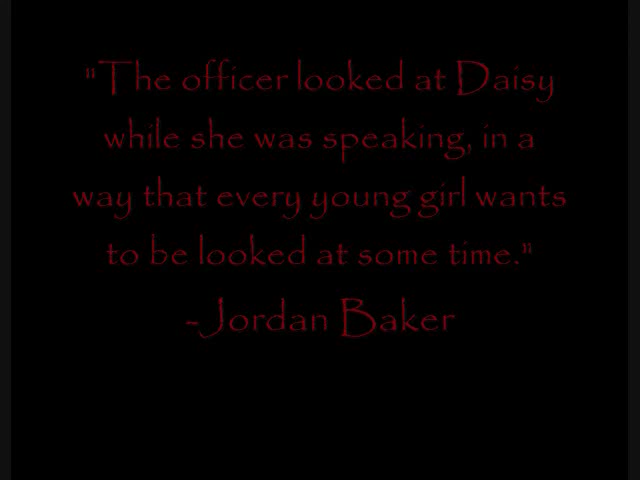 "The officer looked at Daisy
while she was speaking, in a
way that every young girl wants
to be looked at some time."
-Jordan Baker